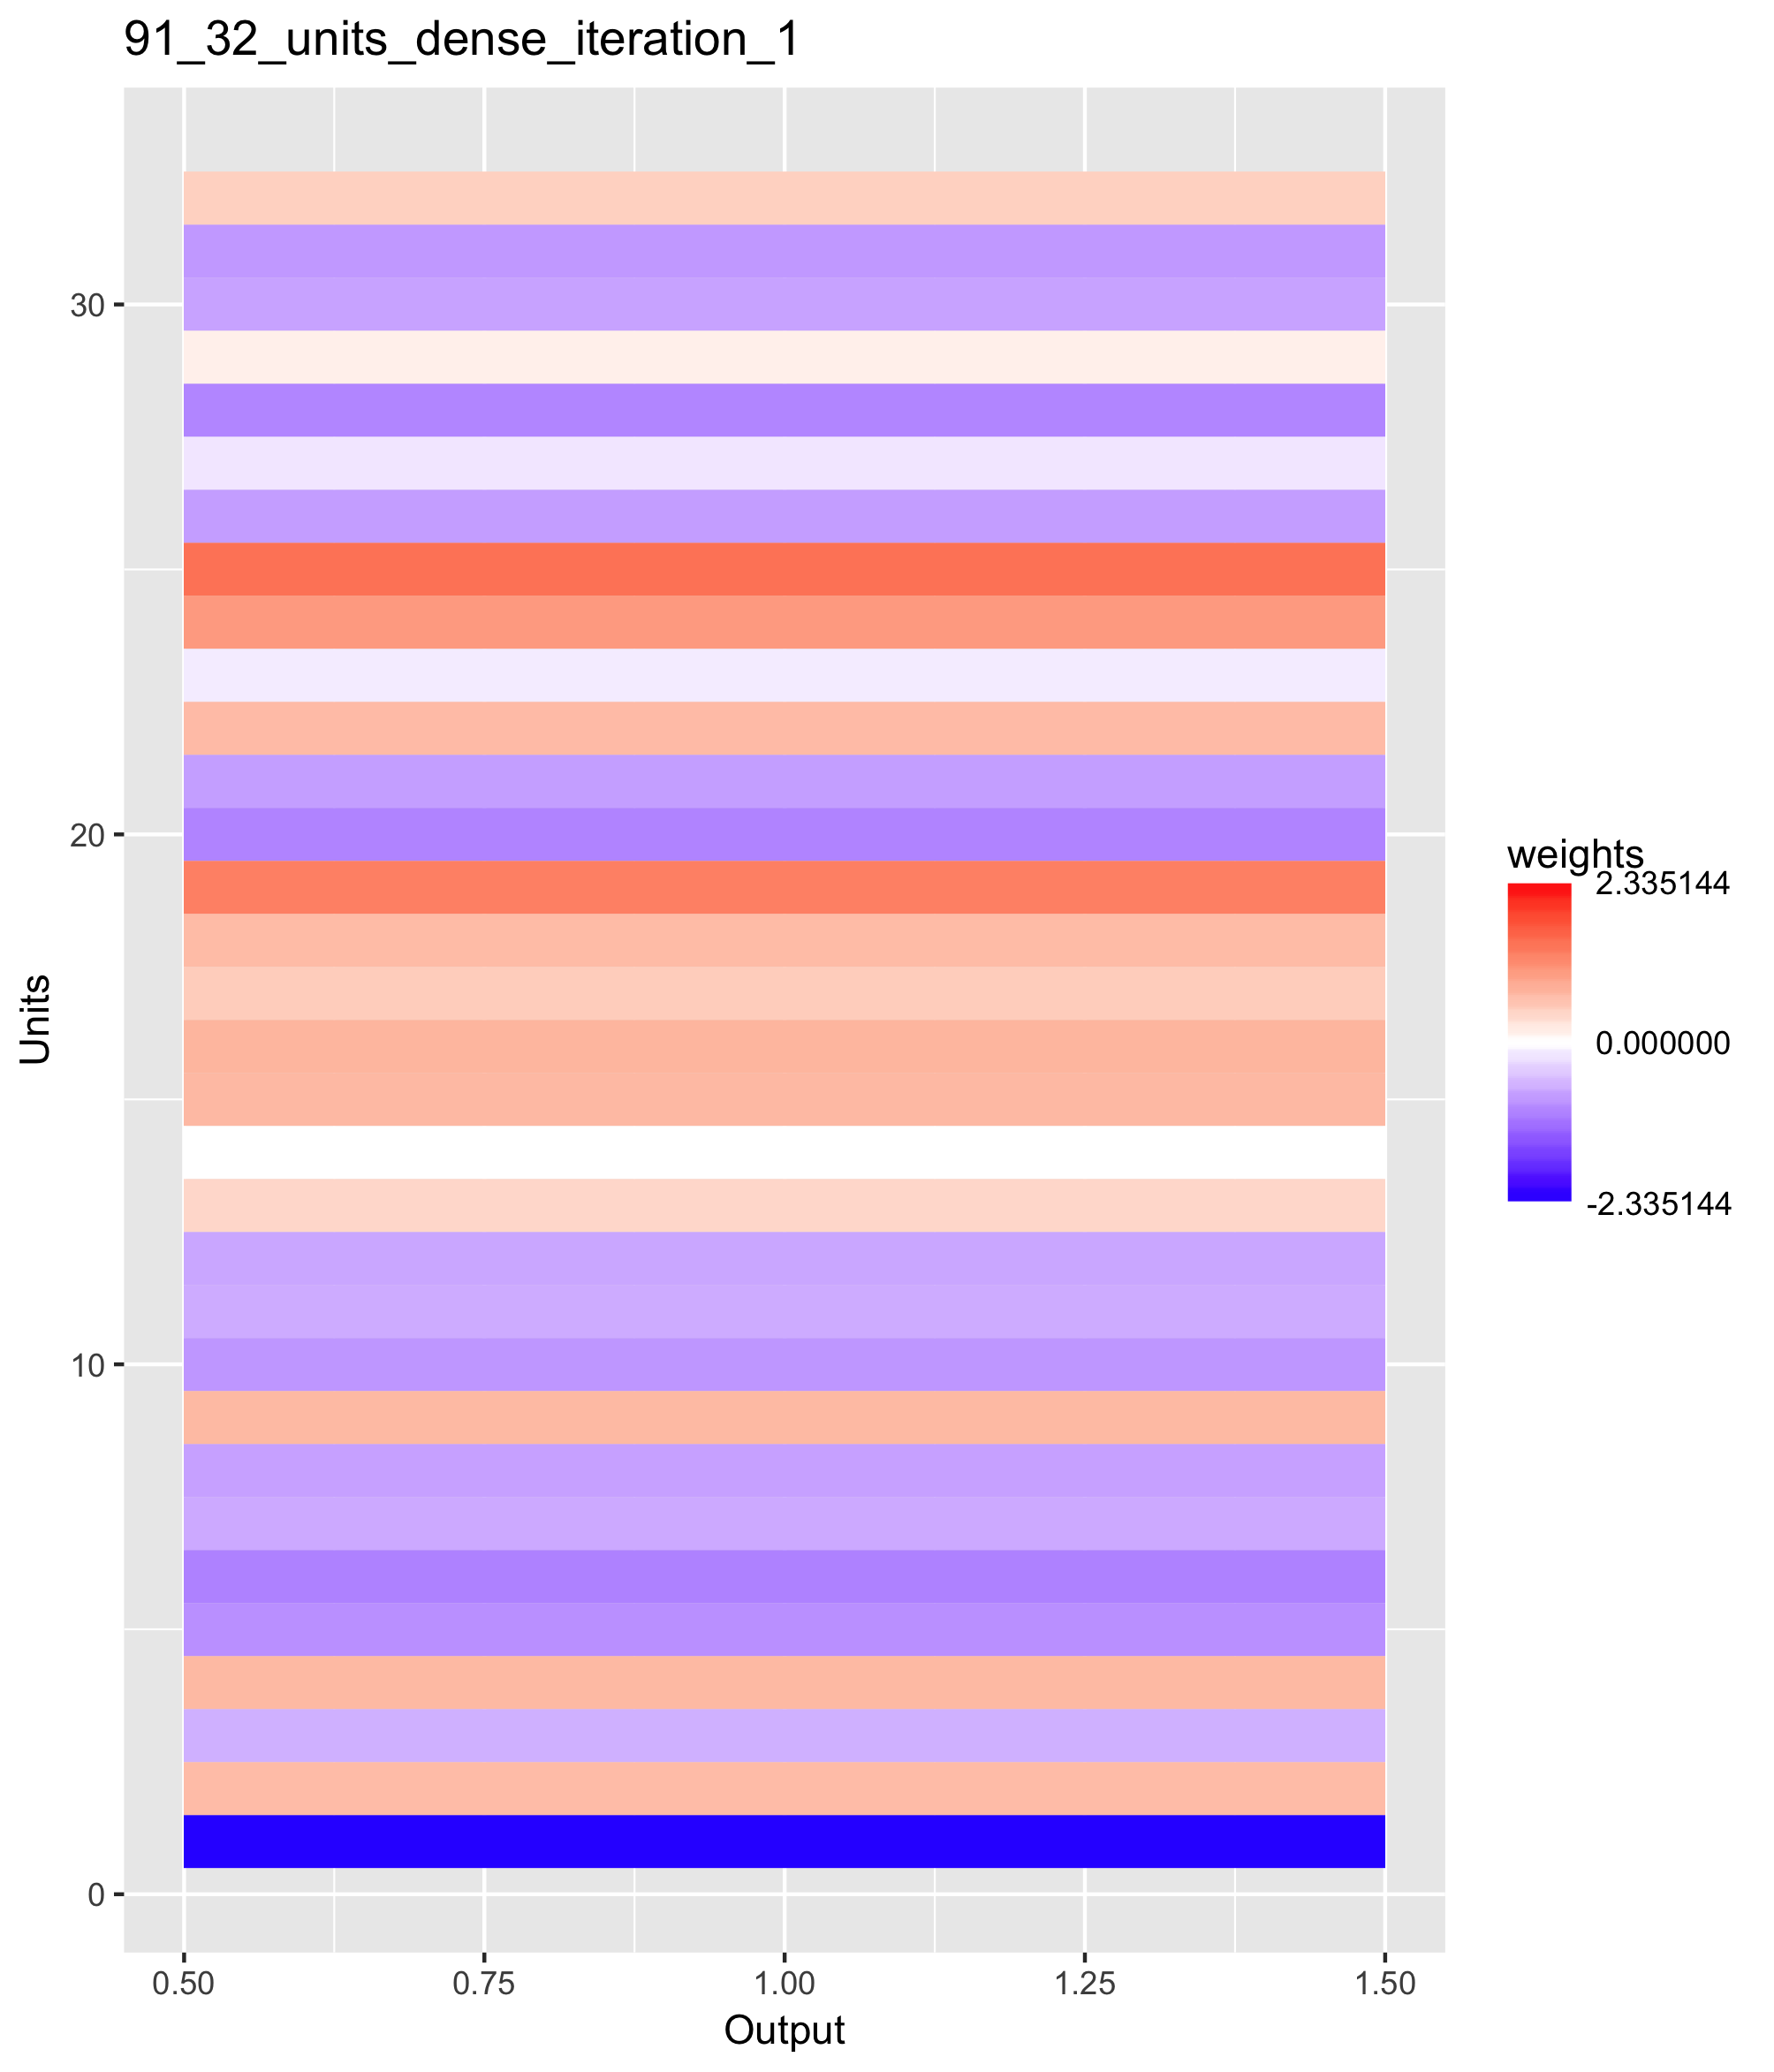 91_32_units_dense_iteration_1
30
20
10
0
Units
0.50 0.75 1.00 1.25 1.50
Output
weights
2.335144
0.000000
-2.335144